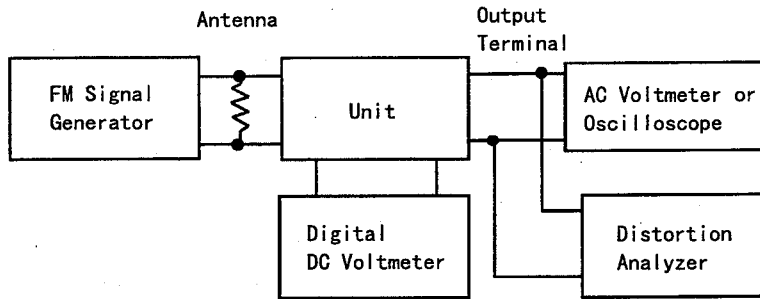 Antenna
Output
Terminal
FM Signal
Generator
Unit
AC Voltmeter or
Oscilloscope
Digital
DC Voltmeter
Distortion
Analyzer